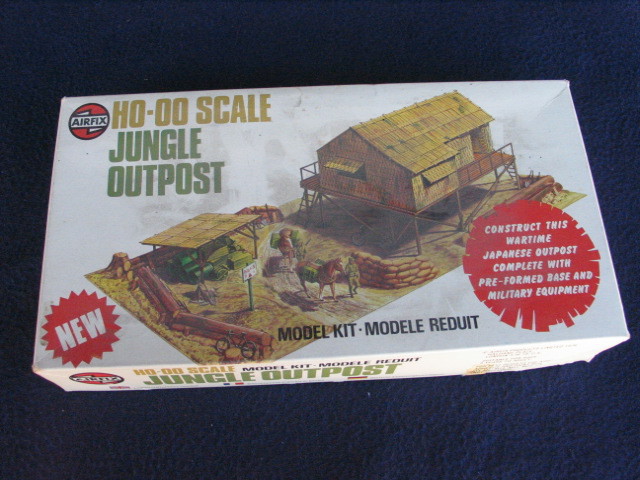 AIRFIX
HO-OO SCALE
JUNGLE
OUTPOST
CONSTRUCT THIS
WARTIME
JAPANESE OUTPOST
COMPLETE WITH
PRE-FORMED BASE AND
MILITARY EQUIPMENT
NEW
MODEL KIT · MODELE REDUIT
AIRFIX
HO-OO SCALE MODEL KIT · MODELE REDUIT
JUNGLE OUTPOST